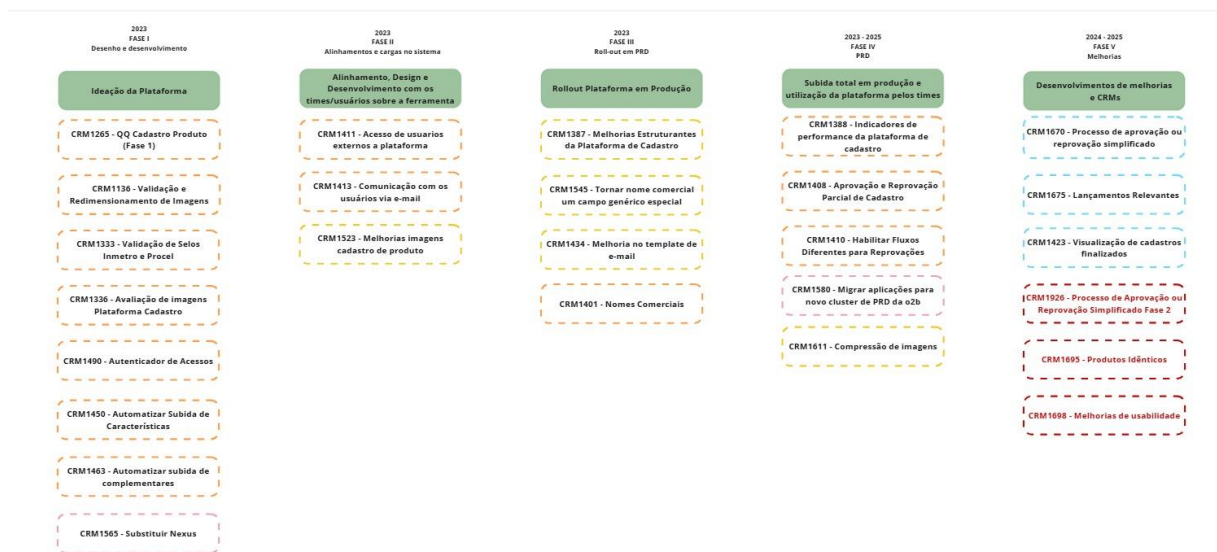 2023
FASE I
Desenho e desenvolvimento
Ideação da Plataforma
CRM1265 - QQ Cadastro Produto
(Fase 1)
CRM1136 - Validação e
Redimensionamento de Imagens
CRM1333 - Validação de Selos
Inmetro e Procel
CRM1336 - Avaliação de imagens
Plataforma Cadastro
CRM1490 - Autenticador de Acessos
CRM1450 - Automatizar Subida de
Características
CRM1463 - Automatizar subida de
complementares
CRM1565 - Substituir Nexus
2023
FASE II
Alinhamentos e cargas no sistema
Alinhamento, Design e
Desenvolvimento com os
times/usuários sobre a ferramenta
CRM1411 - Acesso de usuarios
externos a plataforma
CRM1413 - Comunicação com os
usuários via e-mail
CRM1523 - Melhorias imagens
cadastro de produto
2023
FASE III
Roll-out em PRD
Rollout Plataforma em Produção
CRM1387 - Melhorias Estruturantes
da Plataforma de Cadastro
CRM1545 - Tornar nome comercial
um campo genérico especial
CRM1434 - Melhoria no template de
e-mail
CRM1401 - Nomes Comerciais
2023 - 2025
FASE IV
PRD
Subida total em produção e
utilização da plataforma pelos times
CRM1388 - Indicadores de
performance da plataforma de
cadastro
CRM1408 - Aprovação e Reprovação
Parcial de Cadastro
CRM1410 - Habilitar Fluxos
Diferentes para Reprovações
CRM1580 - Migrar aplicações para
novo cluster de PRD da o2b
CRM1611 - Compressão de imagens
2024 - 2025
FASE V
Melhorias
Desenvolvimentos de melhorias
e CRMs
CRM1670 - Processo de aprovação ou
reprovação simplificado
CRM1675 - Lançamentos Relevantes
CRM1423 - Visualização de cadastros
finalizados
CRM1926 - Processo de Aprovação ou
Reprovação Simplificado Fase 2
CRM1695 - Produtos Idênticos
CRM1698 - Melhorias de usabilidade